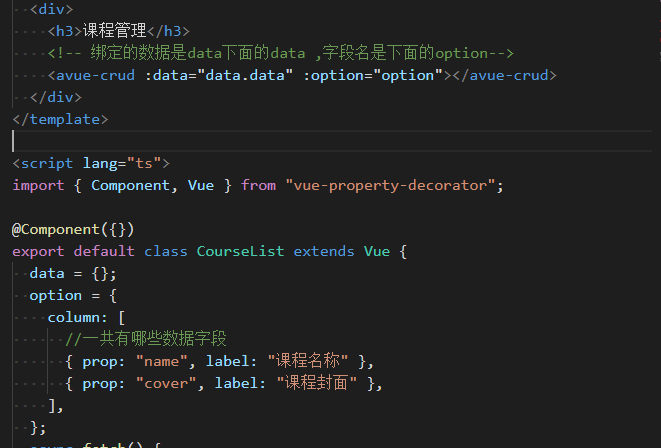 <div>
<h3>课程管理</h3>
<!-- 绑定的数据是data下面的data ,字段名是下面的option-->
<avue-crud :data="data.data" :option="option"></avue-crud>
</div>
</template>
<script lang="ts">
import { Component, Vue } from "vue-property-decorator";
@Component({})
export default class CourseList extends Vue {
data = {};
option = {
column: [
//一共有哪些数据字段
{ prop: "name", label: "课程名称" },
{ prop: "cover", label: "课程封面" },
],
};
async fetch() {